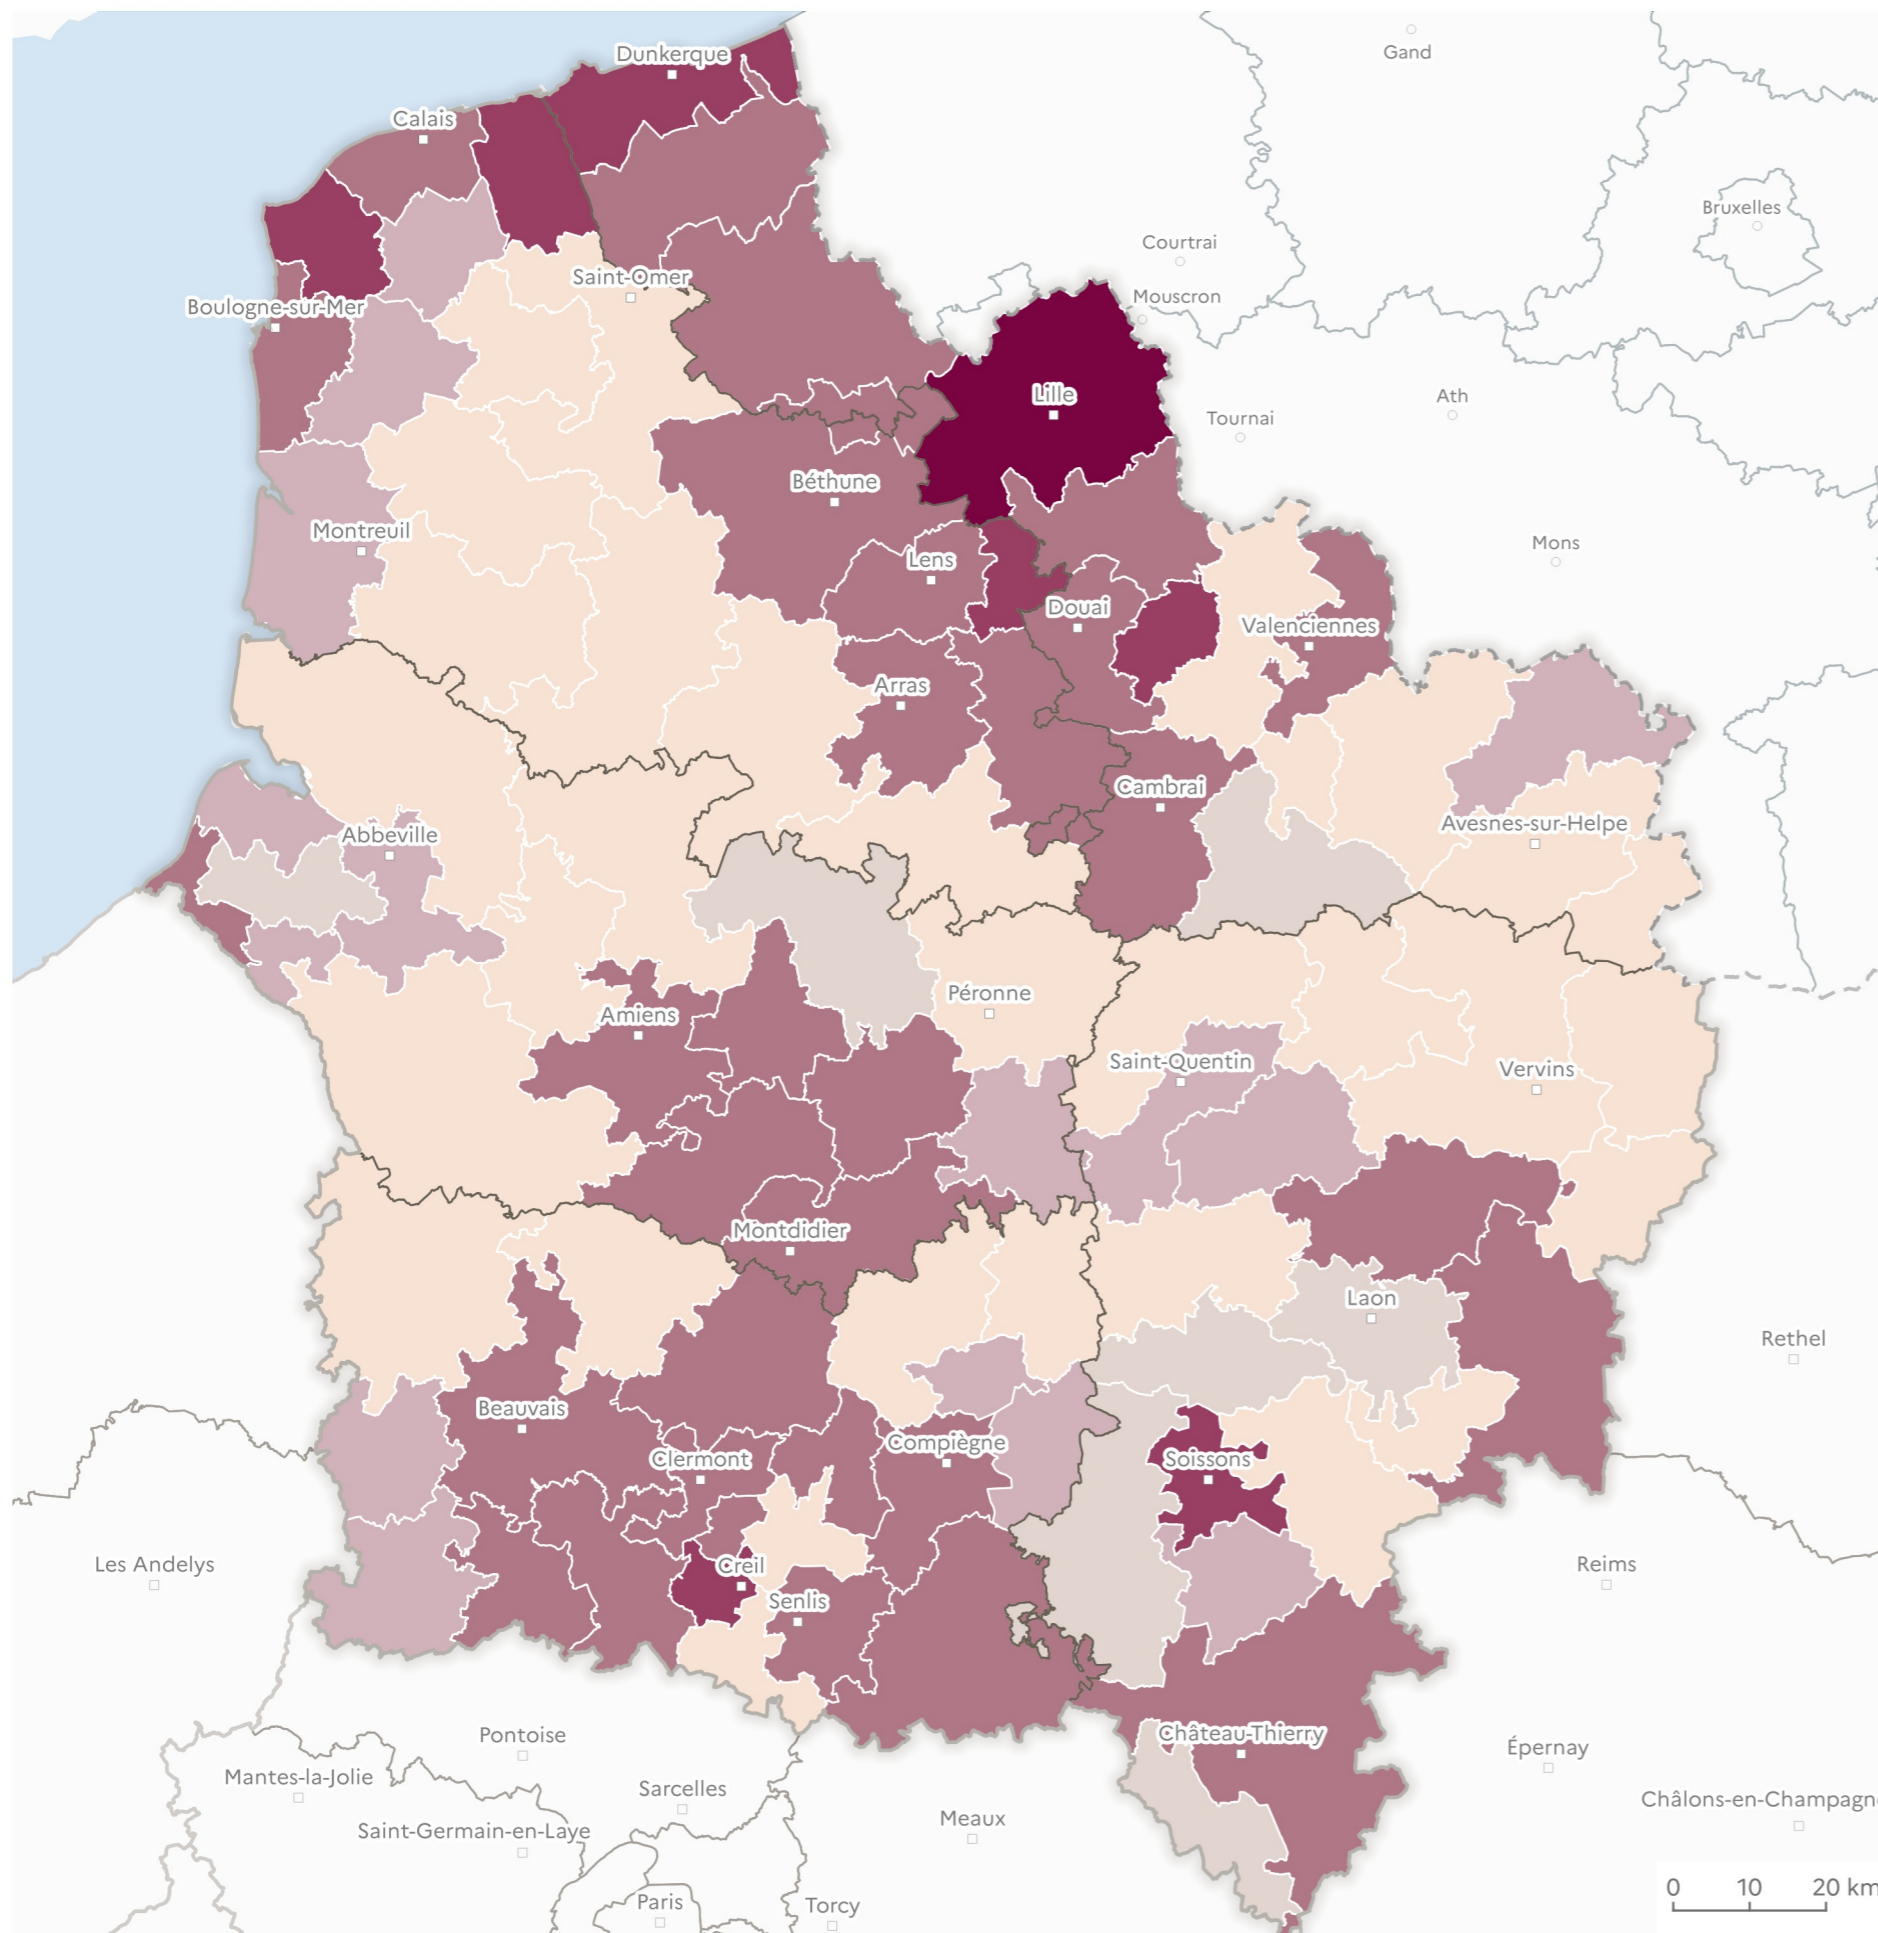 Gand
Dunkerque
Calais
Bruxelles
Courtrai
Saint-Omer
Mouscron
Boulogne-sur-Mer
Lille
Ath
Tournai
Béthune
Montreuil
Mons
Lens
Douai
Valenciennes
Arras
Cambrai
Avesnes-sur-Helpe
Abbeville
Péronne
Amiens
Saint-Quentin
Vervins
Montdidier
Laon
Rethel
Beauvais
Compiègne
Clermont
Soissons
Les Andelys
Creil
Reims
Senlis
Pontoise
Château-Thierry
Épernay
Mantes-la-Jolie
Sarcelles
Châlons-en-Champagne
Meaux
Saint-Germain-en-Laye
Paris
Torcy
0 10 20 km